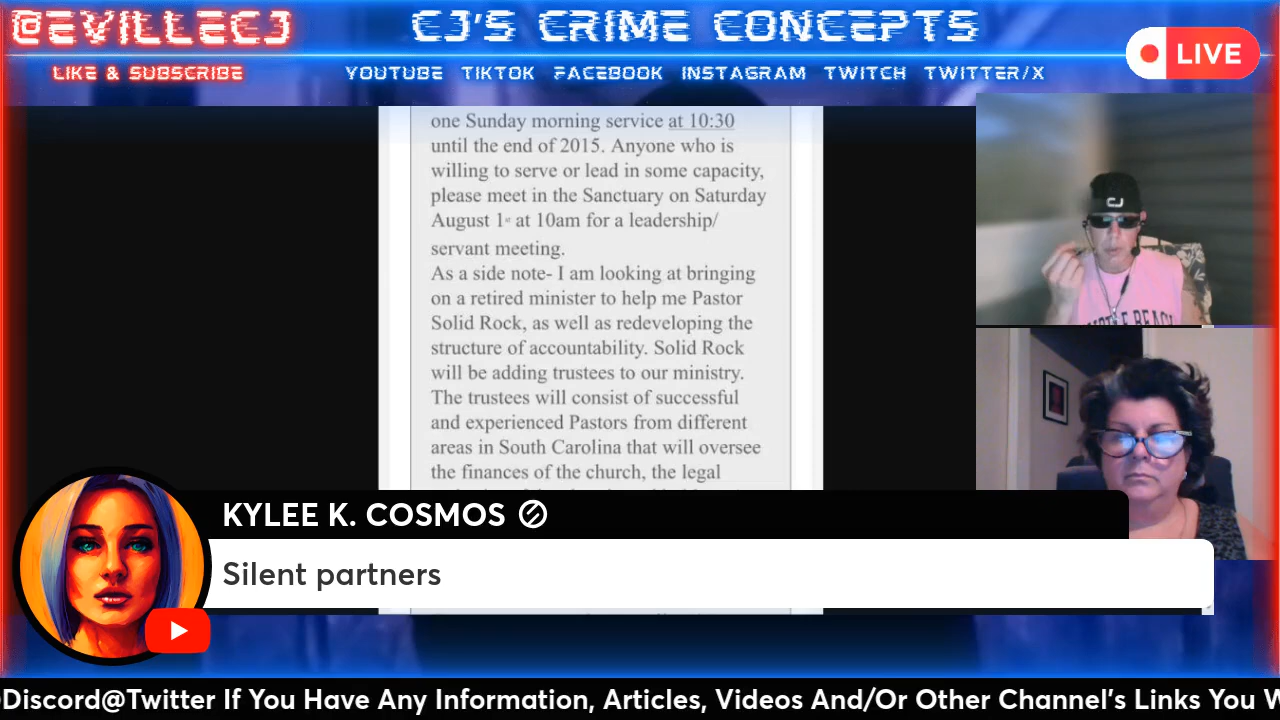 @EVILLECJ
CJ'S CRIME CONCEPTS
LIVE
LIKE & SUBSCRIBE
YOUTUBE TIKTOK FACEBOOK INSTAGRAM TWITCH TWITTER/X
one Sunday morning service at 10:30
until the end of 2015. Anyone who is
willing to serve or lead in some capacity,
please meet in the Sanctuary on Saturday
August 1st at 10am for a leadership/
servant meeting.
As a side note- I am looking at bringing
on a retired minister to help me Pastor
Solid Rock, as well as redeveloping the
structure of accountability. Solid Rock
will be adding trustees to our ministry.
The trustees will consist of successful
and experienced Pastors from different
areas in South Carolina that will oversee
the finances of the church, the legal
CJ
KYLEE K. COSMOS
Silent partners
Discord@Twitter If You Have Any Information, Articles, Videos And/Or Other Channel's Links You W